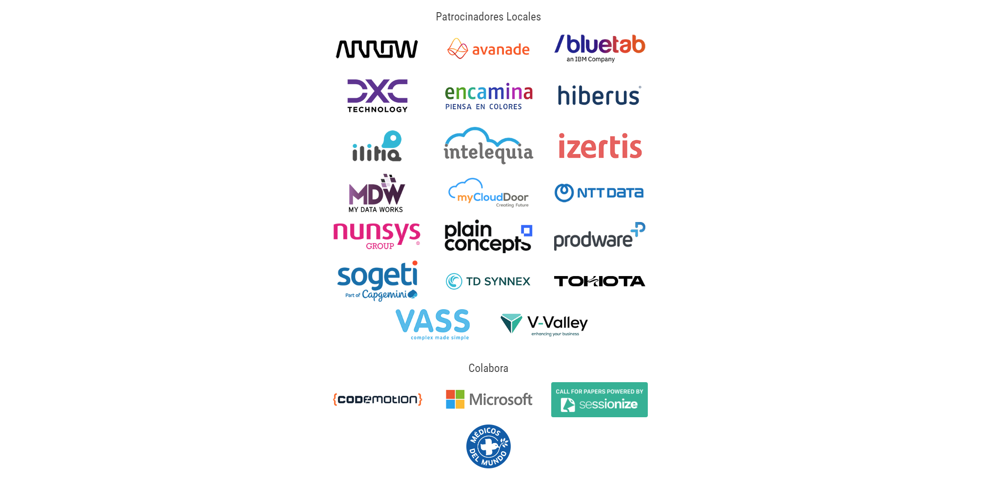 Patrocinadores Locales
ARROW
avanade
/bluetab
an IBM Company
DXC
TECHNOLOGY
encamina
PIENSA EN COLORES
hiberus
ilitia
intelequia
izertis
MDW
MY DATA WORKS
myCloudDoor
Creating Future
NTT DATA
nunsys
GROUP
plain
concepts
prodware
sogeti
Part of Capgemini
TD SYNNEX
TOKIOTA
VASS
complex made simple
V-Valley
enhancing your business
Colabora
{CODEMOTION}
Microsoft
CALL FOR PAPERS POWERED BY
sessionize
MÉDICOS
DEL MUNDO